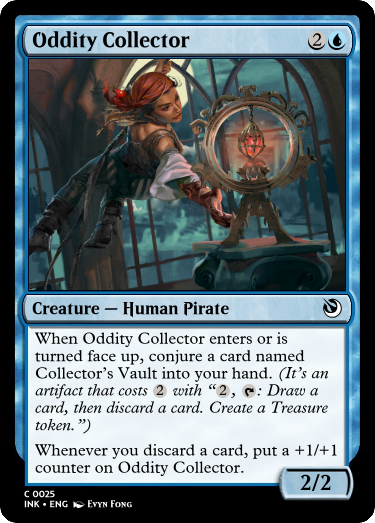 Oddity Collector 2
Creature — Human Pirate
When Oddity Collector enters or is
turned face up, conjure a card named
Collector's Vault into your hand. (It's an
artifact that costs 2 with “2, : Draw a
card, then discard a card. Create a Treasure
token.”)
Whenever you discard a card, put a +1/+1
counter on Oddity Collector.
2/2
C 0025
INK • ENG Evyn Fong